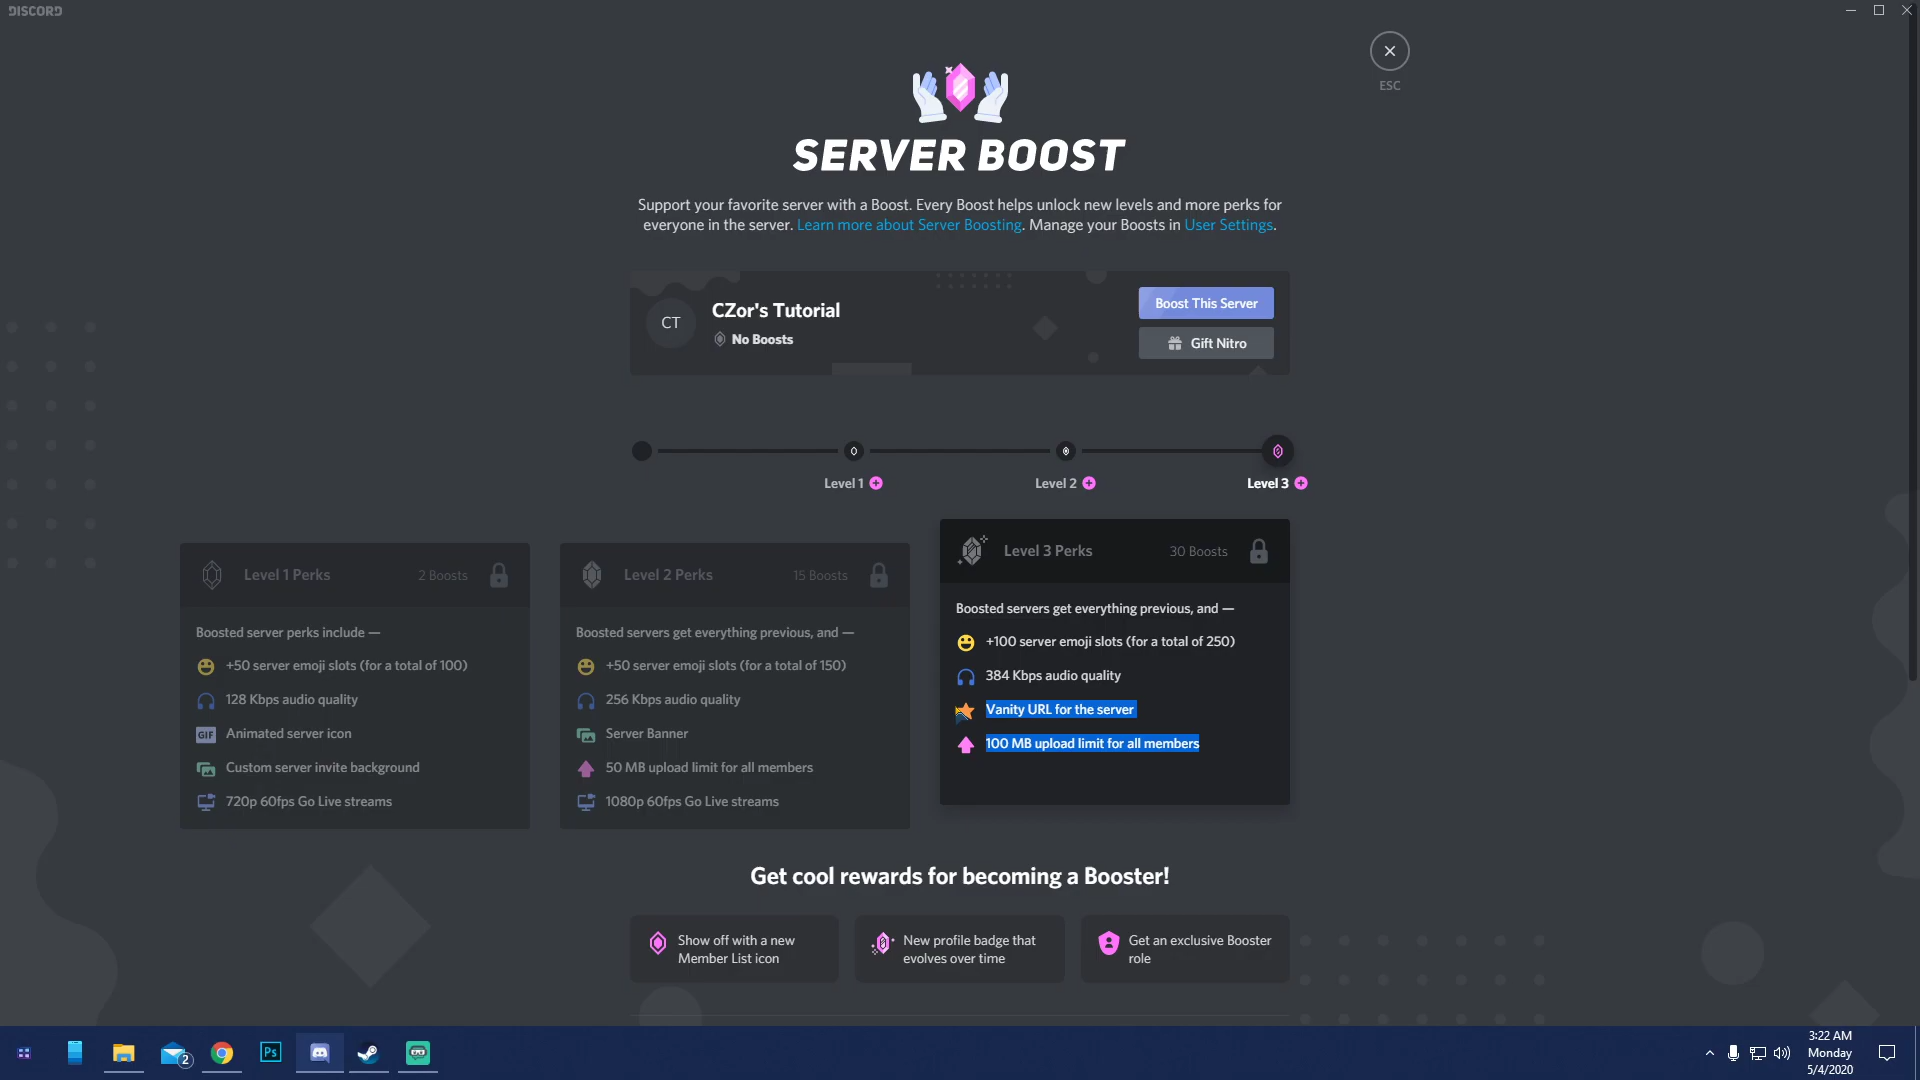 DISCORD
ESC
SERVER BOOST
Support your favorite server with a Boost. Every Boost helps unlock new levels and more perks for
everyone in the server. Learn more about Server Boosting. Manage your Boosts in User Settings.
CT
CZor's Tutorial
No Boosts
Boost This Server
Gift Nitro
Level 1
Level 2
Level 3
Level 1 Perks
2 Boosts
Boosted server perks include —
+50 server emoji slots (for a total of 100)
128 Kbps audio quality
GIF
Animated server icon
Custom server invite background
720p 60fps Go Live streams
Level 2 Perks
15 Boosts
Boosted servers get everything previous, and —
+50 server emoji slots (for a total of 150)
256 Kbps audio quality
Server Banner
50 MB upload limit for all members
1080p 60fps Go Live streams
Level 3 Perks
30 Boosts
Boosted servers get everything previous, and —
+100 server emoji slots (for a total of 250)
384 Kbps audio quality
Vanity URL for the server
100 MB upload limit for all members
Get cool rewards for becoming a Booster!
Show off with a new
Member List icon
New profile badge that
evolves over time
Get an exclusive Booster
role
2
Ps
3:22 AM
Monday
5/4/2020